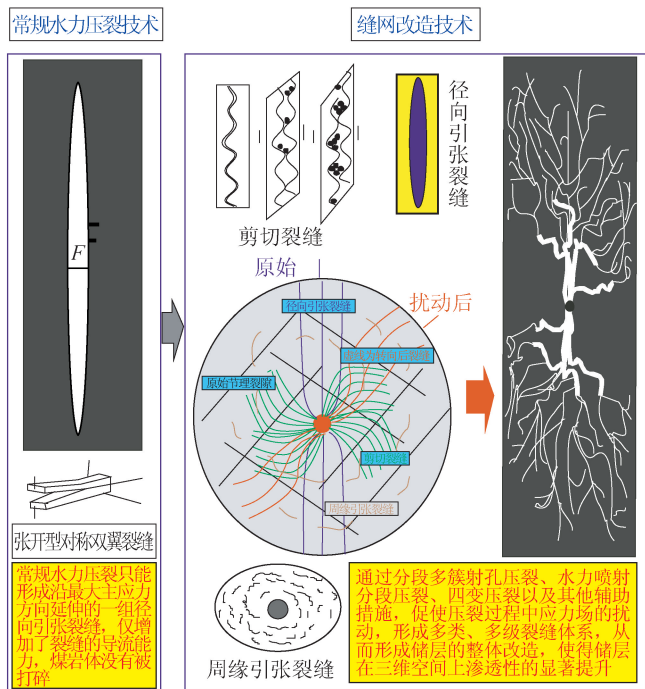 常规水力压裂技术
缝网改造技术
F
张开型对称双翼裂缝
常规水力压裂只能
形成沿最大主应力
方向延伸的一组径
向引张裂缝，仅增
加了裂缝的导流能
力，煤岩体没有被
打碎
剪切裂缝
径向引张裂缝
原始
扰动后
径向引张裂缝
原始节理裂隙
剪切裂缝
周缘引张裂缝
周缘引张裂缝
通过分段多簇射孔压裂、水力喷射
分段压裂、四变压裂以及其他辅助
措施，促使压裂过程中应力场的扰
动，形成多类、多级裂缝体系，从
而形成储层的整体改造，使得储层
在三维空间上渗透性的显著提升